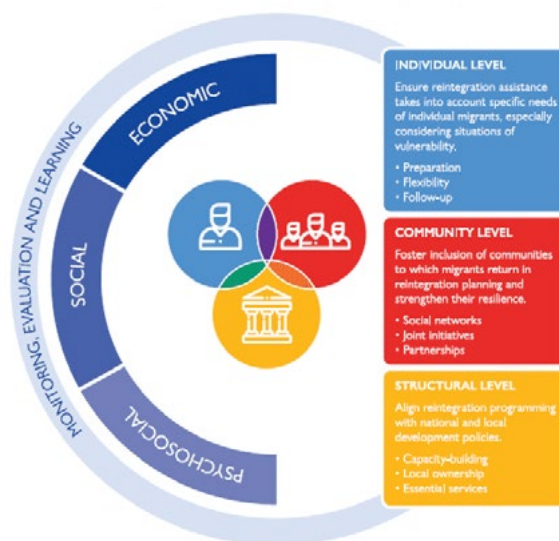 MONITORING, EVALUATION AND LEARNING
ECONOMIC
SOCIAL
PSYCHOSOCIAL
INDIVIDUAL LEVEL
Ensure reintegration assistance
takes into account specific needs
of individual migrants, especially
considering situations of
vulnerability.
• Preparation
• Flexibility
• Follow-up
COMMUNITY LEVEL
Foster inclusion of communities
to which migrants return in
reintegration planning and
strengthen their resilience.
• Social networks
• Joint initiatives
• Partnerships
STRUCTURAL LEVEL
Align reintegration programming
with national and local
development policies.
• Capacity-building
• Local ownership
• Essential services